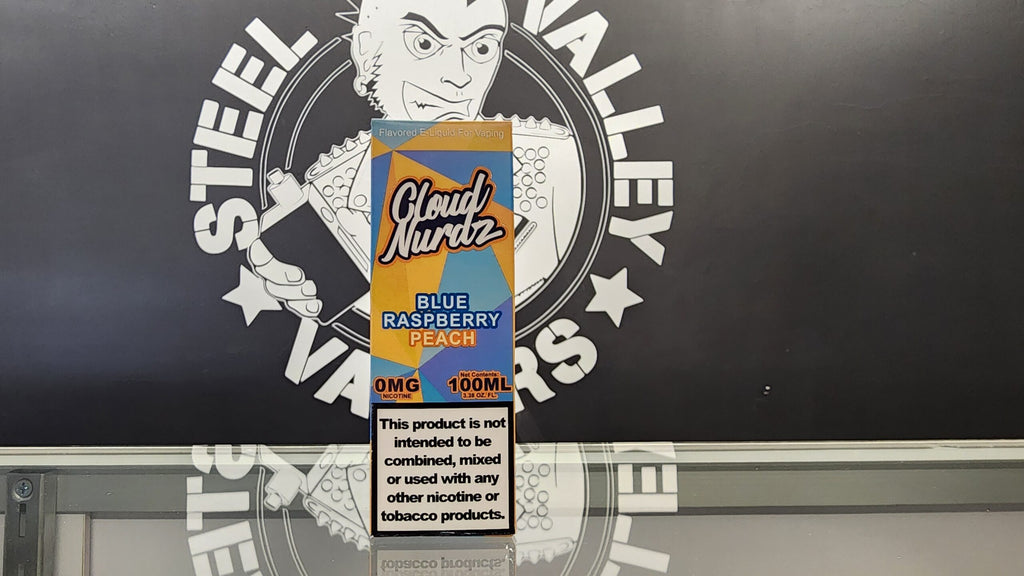 STEEL
VALLEY
VA RS
Flavored E-Liquid For Vaping
Cloud
Nurdz
BLUE
RASPBERRY
PEACH
0MG
NICOTINE
Net Contents:
100ML
3.38 OZ. FL.
This product is not
intended to be
combined, mixed
or used with any
other nicotine or
tobacco products.